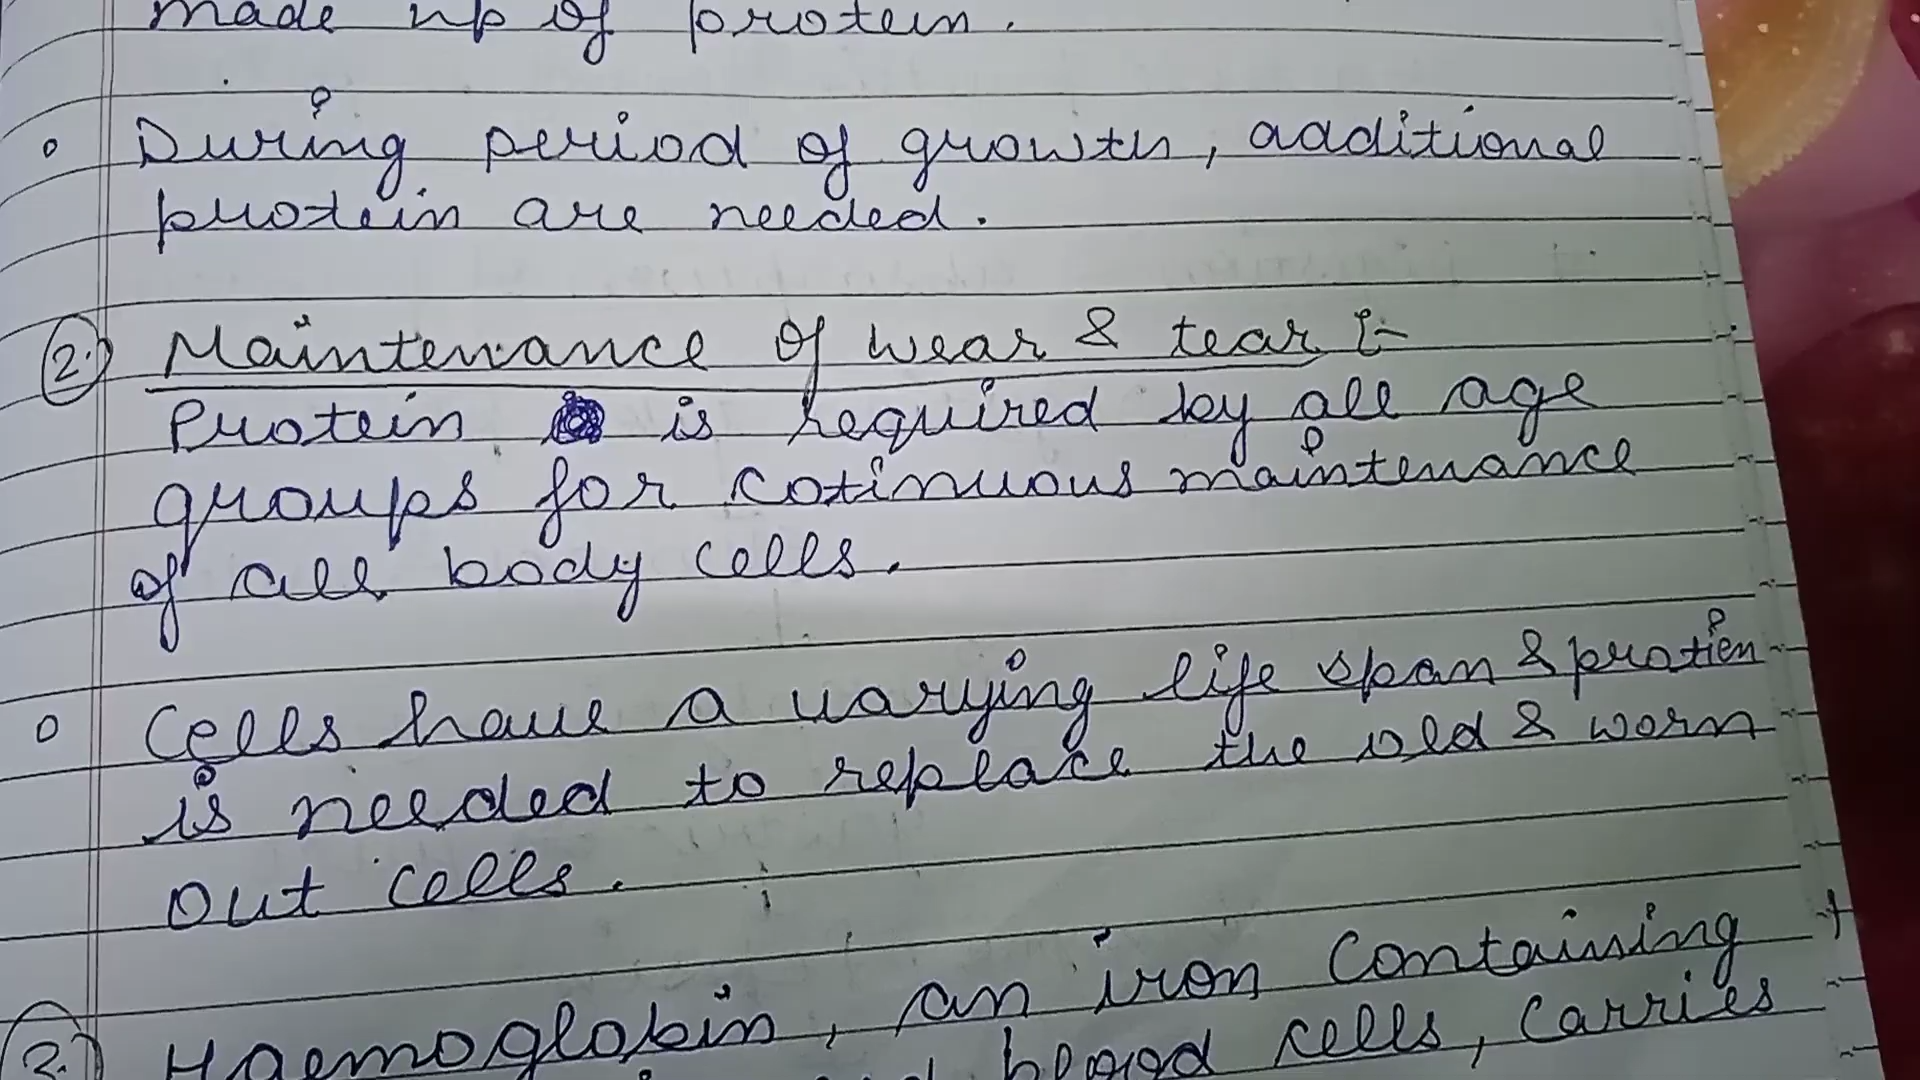 made up of protein.
During period of growth, additional
protein are needed.
2. Maintenance of wear & tear :-
Protein is required by all age
groups for cotinuous maintenance
of all body cells.
Cells have a varying life span & protien
is needed to replace the old & worn
out cells.
Haemoglobin, an iron containing
blood cells, carries